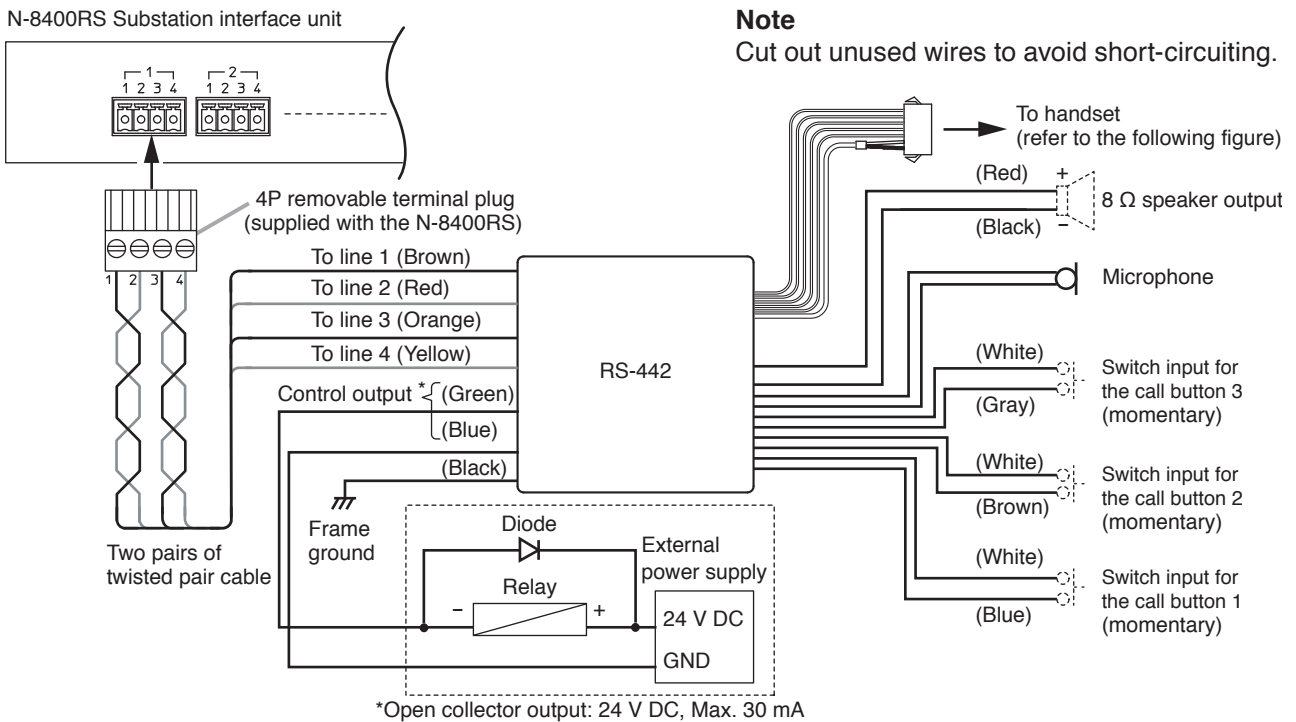 N-8400RS Substation interface unit
1
1 2 3 4
2
1 2 3 4
4P removable terminal plug
(supplied with the N-8400RS)
1 2 3 4
Two pairs of
twisted pair cable
To line 1 (Brown)
To line 2 (Red)
To line 3 (Orange)
To line 4 (Yellow)
Control output * (Green)
(Blue)
(Black)
Frame
ground
RS-442
Diode
Relay
– +
External
power supply
24 V DC
GND
*Open collector output: 24 V DC, Max. 30 mA
Note
Cut out unused wires to avoid short-circuiting.
To handset
(refer to the following figure)
(Red) +
(Black) –
8 Ω speaker output
Microphone
(White)
(Gray)
Switch input for
the call button 3
(momentary)
(White)
(Brown)
Switch input for
the call button 2
(momentary)
(White)
(Blue)
Switch input for
the call button 1
(momentary)